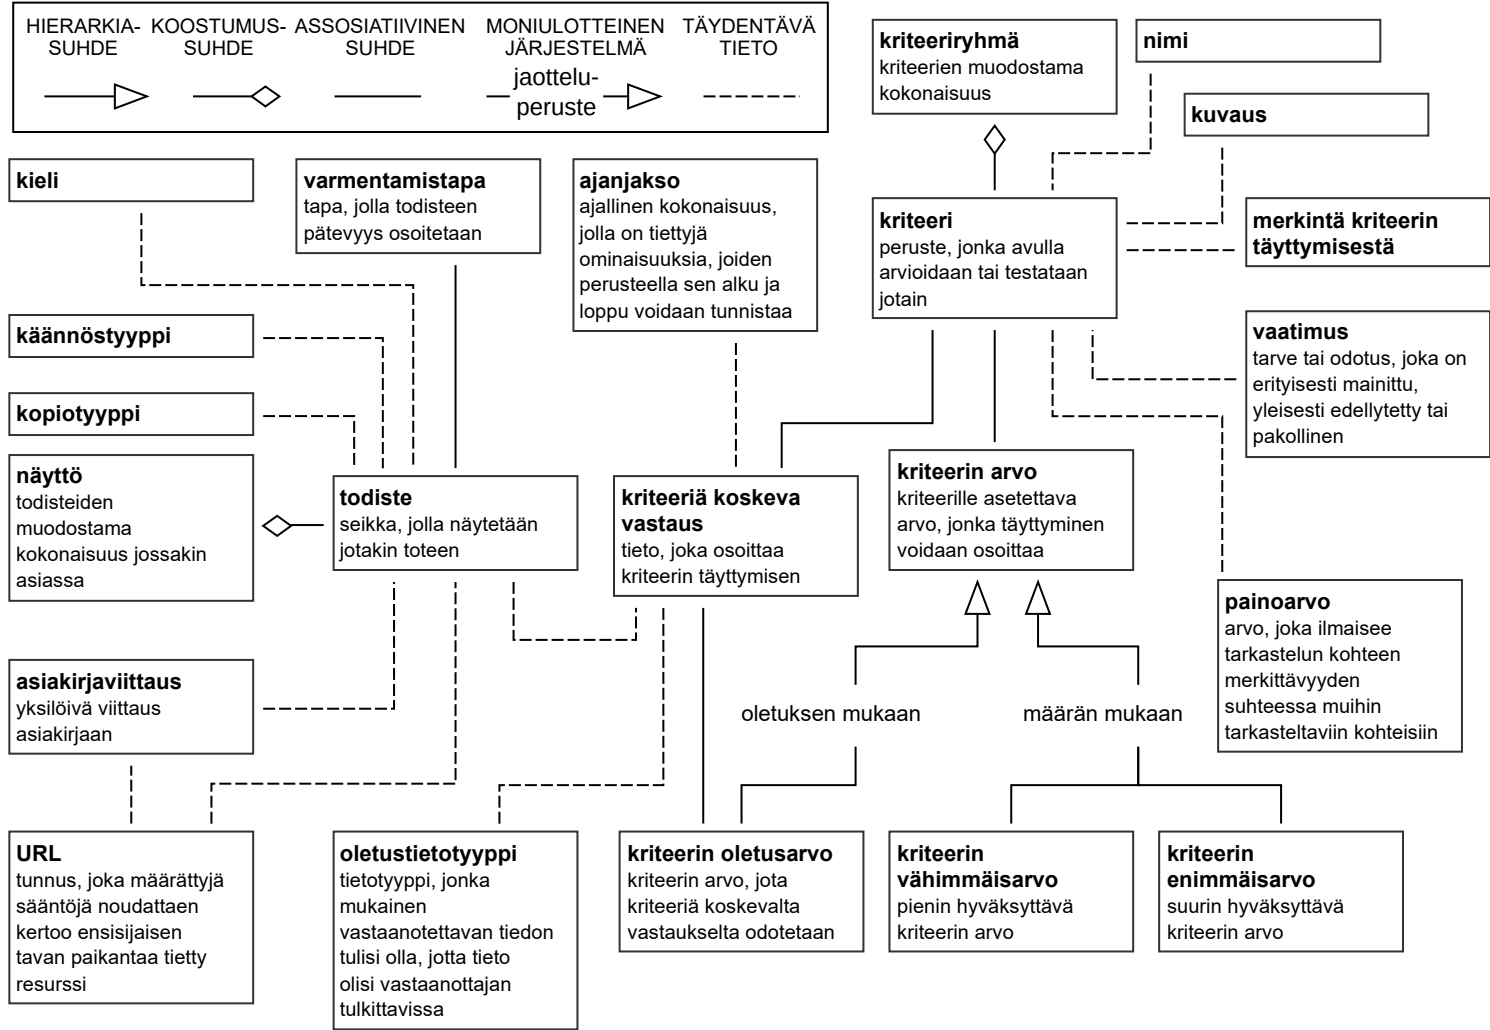 HIERARKIA-
SUHDE
KOOSTUMUS-
SUHDE
ASSOSIATIIVINEN
SUHDE
MONIULOTTEINEN
JÄRJESTELMÄ
TÄYDENTÄVÄ
TIETO
jaottelu-
peruste
kriteeriryhmä
kriteerien muodostama
kokonaisuus
nimi
kuvaus
kieli
varmentamistapa
tapa, jolla todisteen
pätevyys osoitetaan
ajanjakso
ajallinen kokonaisuus,
jolla on tiettyjä
ominaisuuksia, joiden
perusteella sen alku ja
loppu voidaan tunnistaa
kriteeri
peruste, jonka avulla
arvioidaan tai testataan
jotain
merkintä kriteerin
täyttymisestä
käännöstyyppi
vaatimus
tarve tai odotus, joka on
erityisesti mainittu,
yleisesti edellytetty tai
pakollinen
kopiotyyppi
näyttö
todisteiden
muodostama
kokonaisuus jossakin
asiassa
todiste
seikka, jolla näytetään
jotakin toteen
kriteeriä koskeva
vastaus
tieto, joka osoittaa
kriteerin täyttymisen
kriteerin arvo
kriteerille asetettava
arvo, jonka täyttyminen
voidaan osoittaa
painoarvo
arvo, joka ilmaisee
tarkastelun kohteen
merkittävyyden
suhteessa muihin
tarkasteltaviin kohteisiin
asiakirjaviittaus
yksilöivä viittaus
asiakirjaan
oletuksen mukaan
määrän mukaan
URL
tunnus, joka määrättyjä
sääntöjä noudattaen
kertoo ensisijaisen
tavan paikantaa tietty
resurssi
oletustietotyyppi
tietotyyppi, jonka
mukainen
vastaanotettavan tiedon
tulisi olla, jotta tieto
olisi vastaanottajan
tulkittavissa
kriteerin oletusarvo
kriteerin arvo, jota
kriteeriä koskevalta
vastaukselta odotetaan
kriteerin
vähimmäisarvo
pienin hyväksyttävä
kriteerin arvo
kriteerin
enimmäisarvo
suurin hyväksyttävä
kriteerin arvo